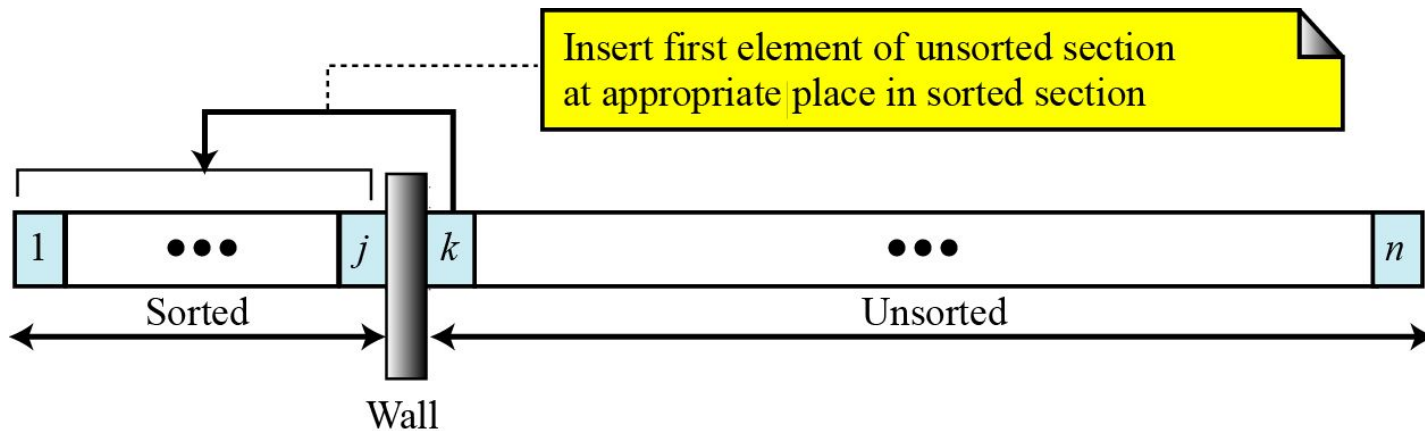 Insert first element of unsorted section
at appropriate place in sorted section
1 ••• j k ••• n
Sorted Unsorted
Wall